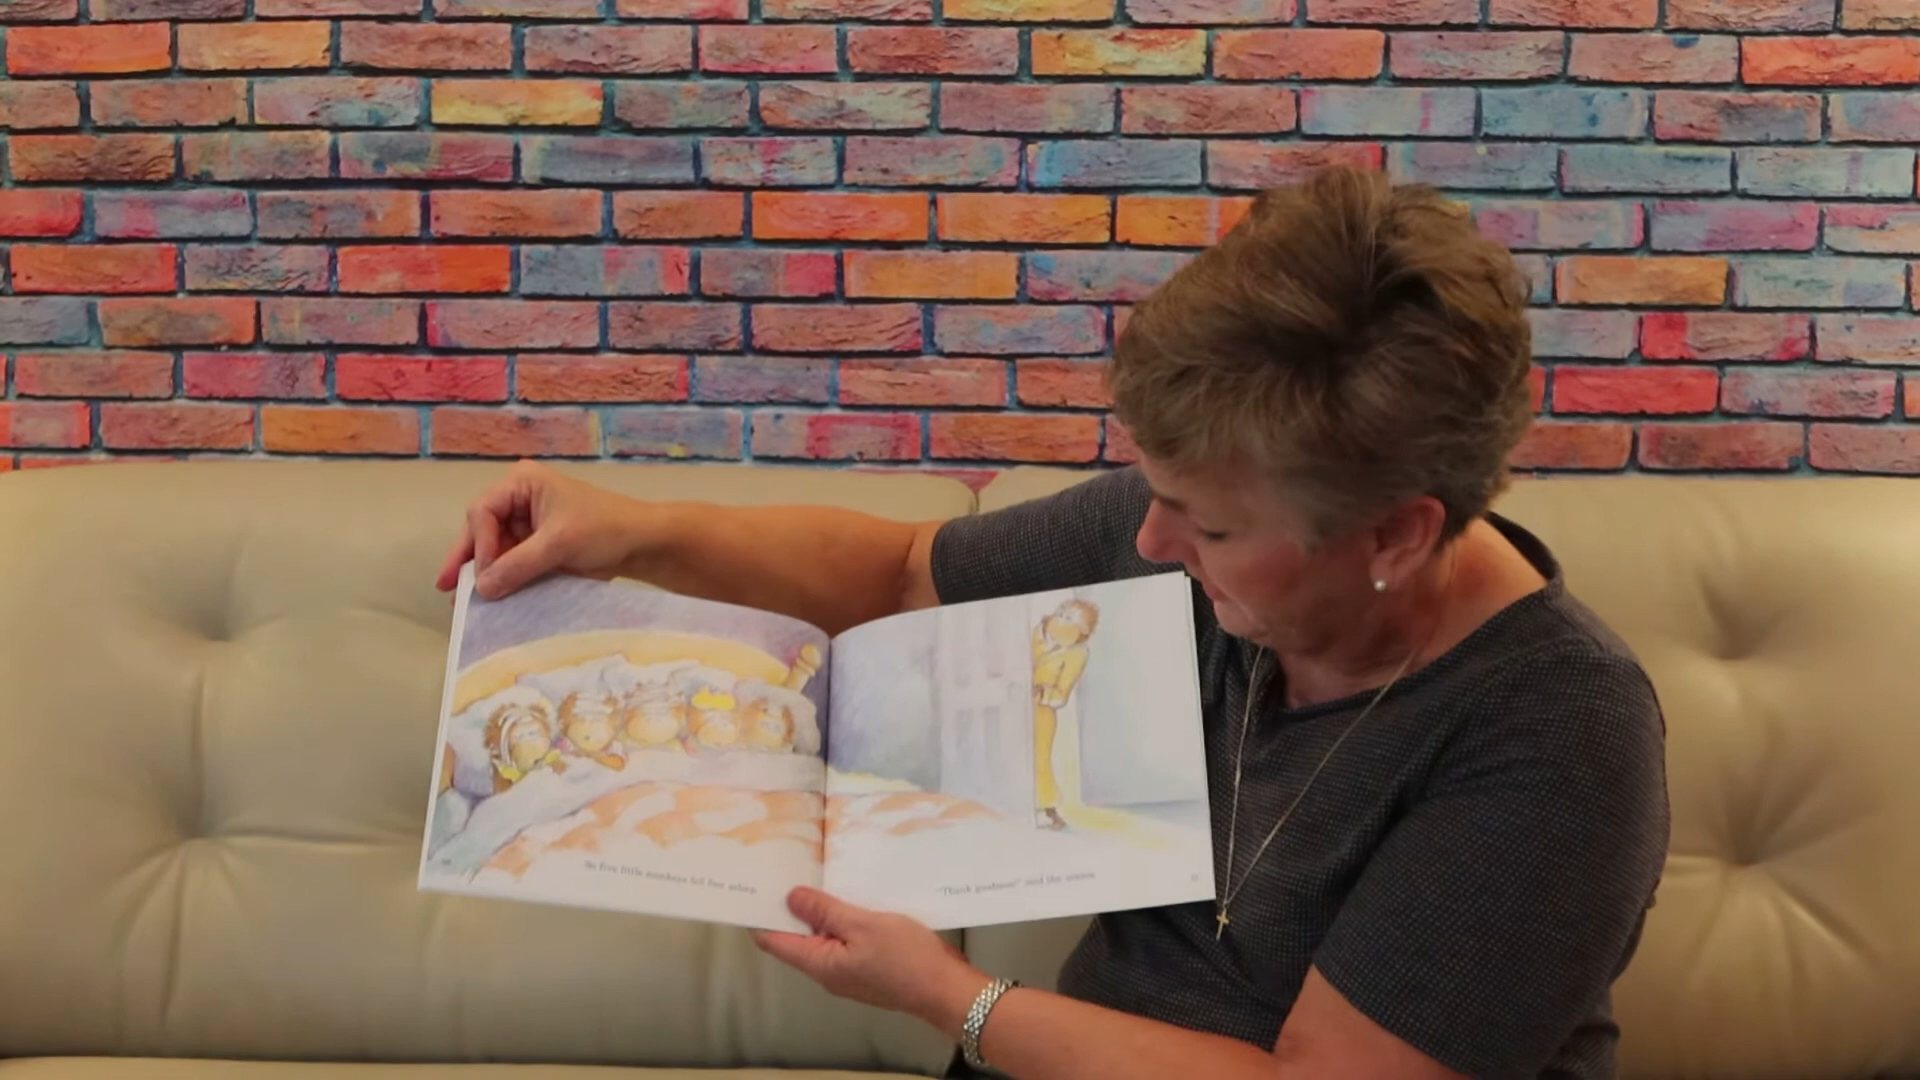 So five little monkeys fell fast asleep.
"Thank goodness!" said the mama.